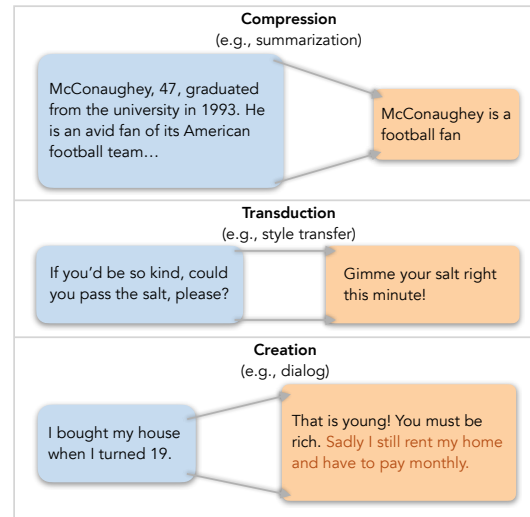 Compression
(e.g., summarization)
McConaughey, 47, graduated
from the university in 1993. He
is an avid fan of its American
football team…
McConaughey is a
football fan
Transduction
(e.g., style transfer)
If you'd be so kind, could
you pass the salt, please?
Gimme your salt right
this minute!
Creation
(e.g., dialog)
I bought my house
when I turned 19.
That is young! You must be
rich. Sadly I still rent my home
and have to pay monthly.